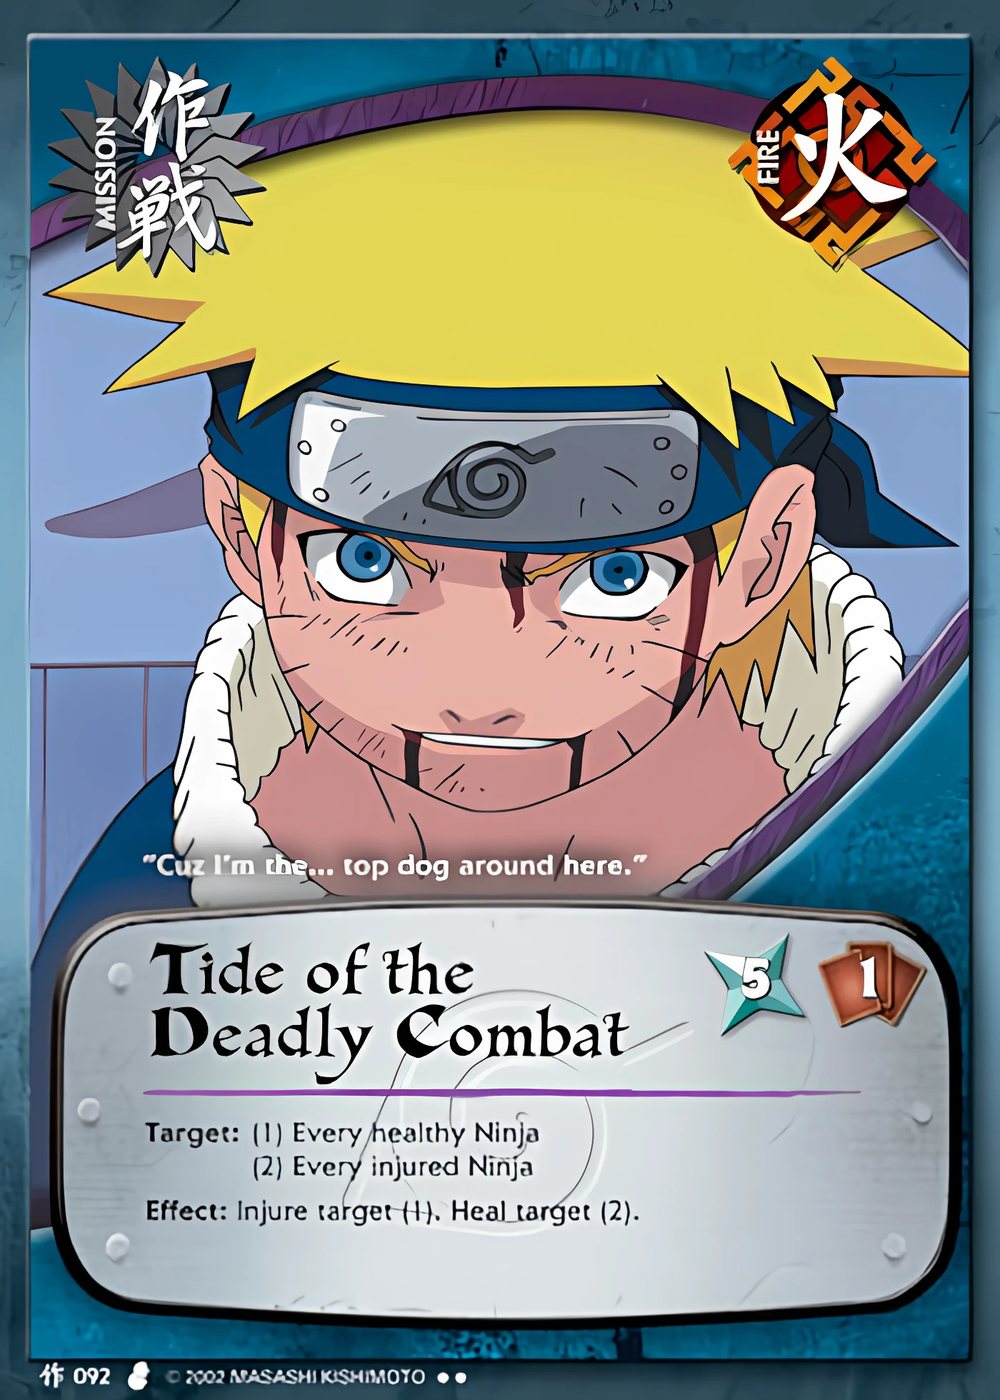 MISSION
作戦
FIRE
火
"Cuz I'm the... top dog around here."
Tide of the
Deadly Combat
5
1
Target: (1) Every healthy Ninja
(2) Every injured Ninja
Effect: Injure target (1). Heal target (2).
作 092 © 2002 MASASHI KISHIMOTO